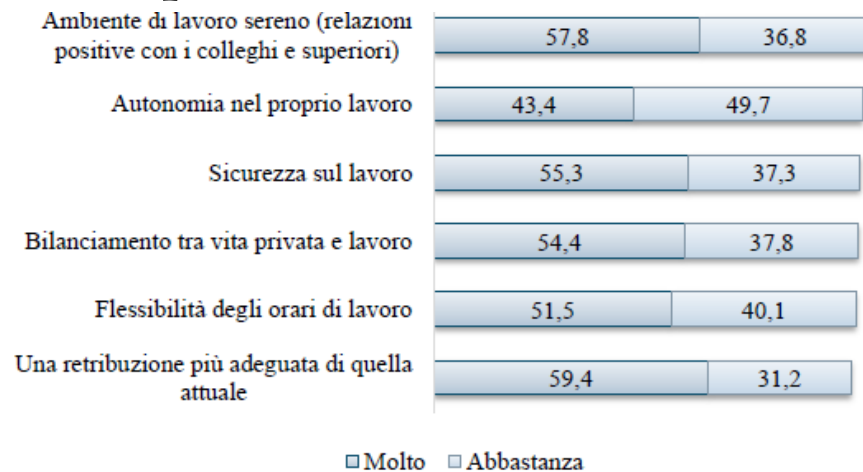 Ambiente di lavoro sereno (relazioni
positive con i colleghi e superiori)
57,8 36,8
Autonomia nel proprio lavoro
43,4 49,7
Sicurezza sul lavoro
55,3 37,3
Bilanciamento tra vita privata e lavoro
54,4 37,8
Flessibilità degli orari di lavoro
51,5 40,1
Una retribuzione più adeguata di quella
attuale
59,4 31,2
Molto Abbastanza